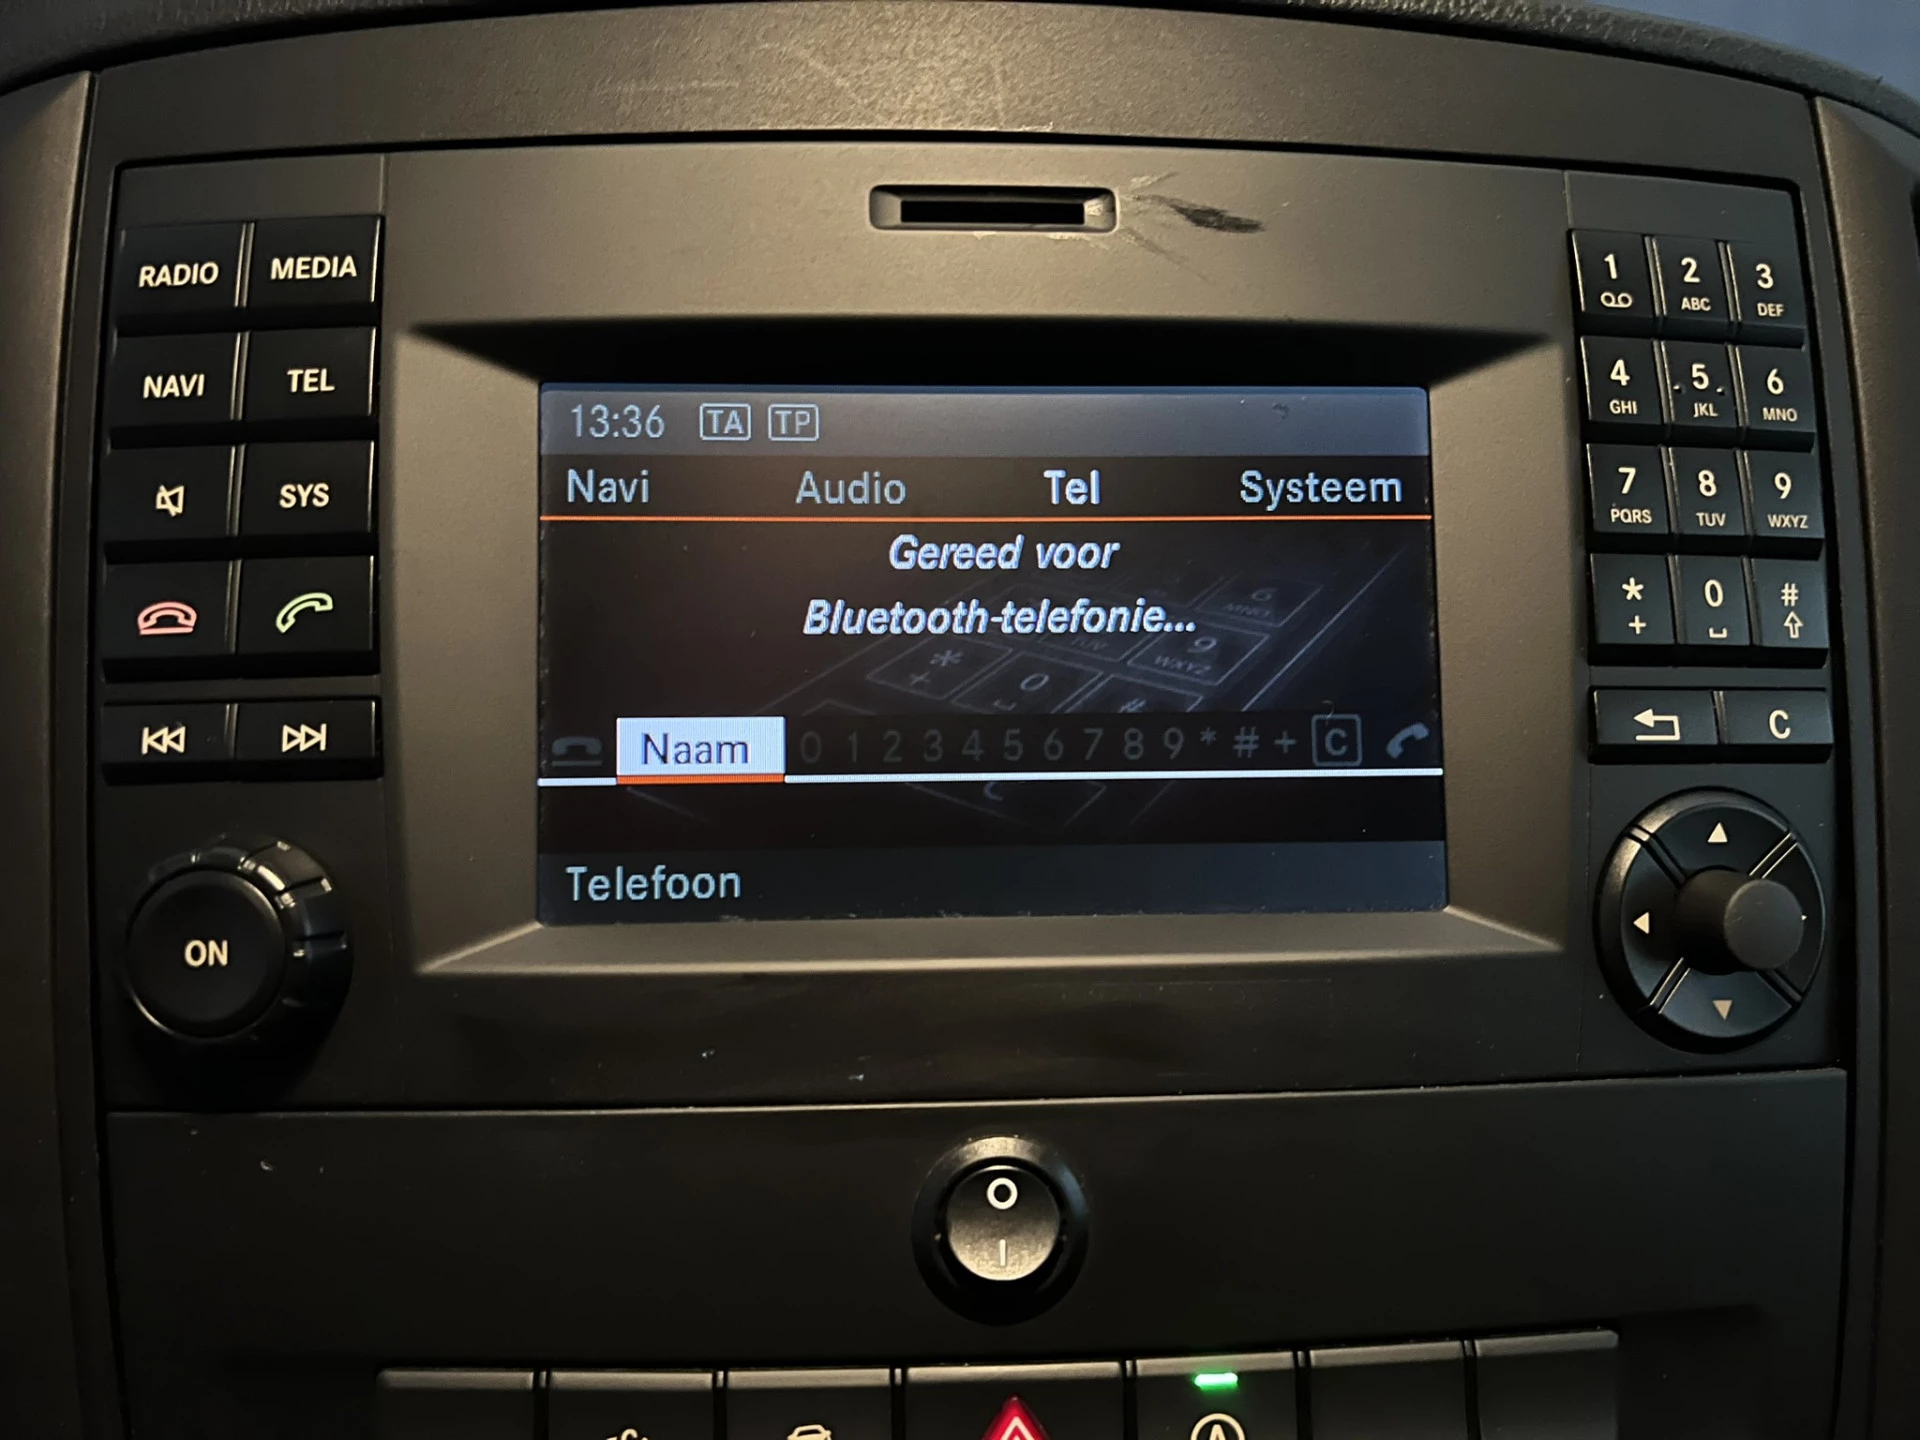 RADIO MEDIA
NAVI TEL
SYS
ON
13:36 TA TP
Navi Audio Tel Systeem
Gereed voor
Bluetooth-telefonie...
Naam 0 1 2 3 4 5 6 7 8 9 * # + C
Telefoon
1 2 3
ABC DEF
4 5 6
GHI JKL MNO
7 8 9
PQRS TUV WXYZ
* 0 #
+
C
O
I
A